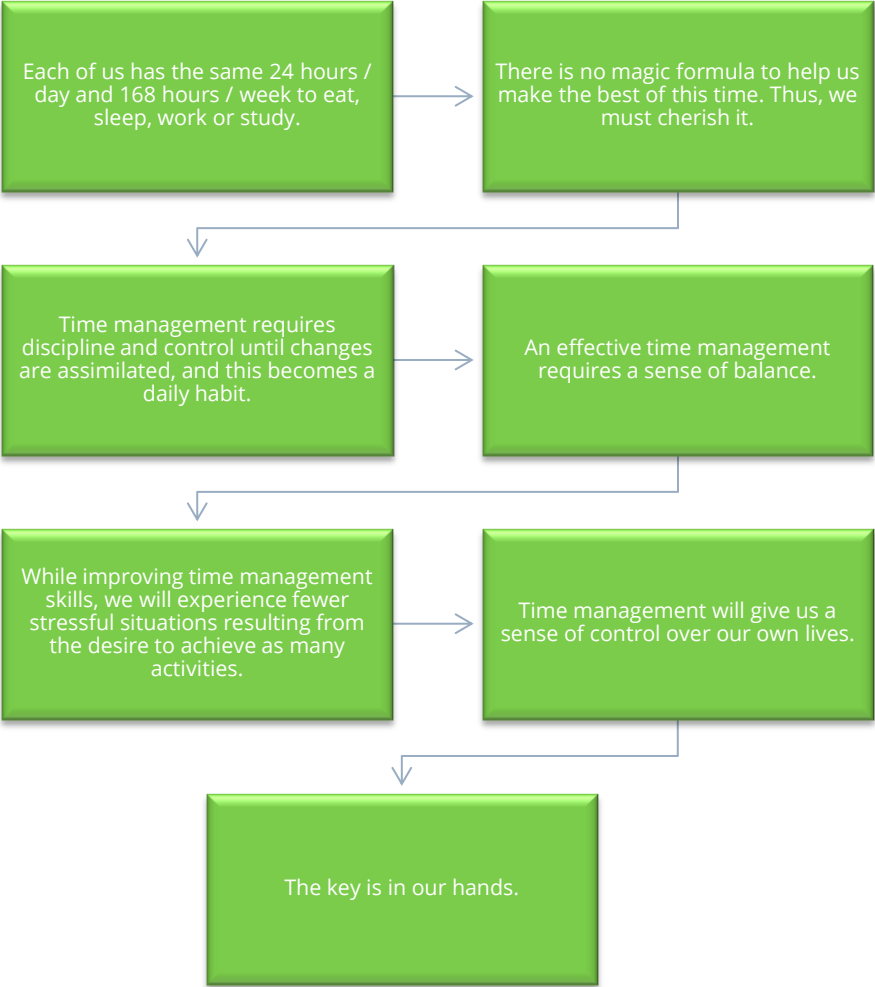 Each of us has the same 24 hours /
day and 168 hours / week to eat,
sleep, work or study.
There is no magic formula to help us
make the best of this time. Thus, we
must cherish it.
Time management requires
discipline and control until changes
are assimilated, and this becomes a
daily habit.
An effective time management
requires a sense of balance.
While improving time management
skills, we will experience fewer
stressful situations resulting from
the desire to achieve as many
activities.
Time management will give us a
sense of control over our own lives.
The key is in our hands.